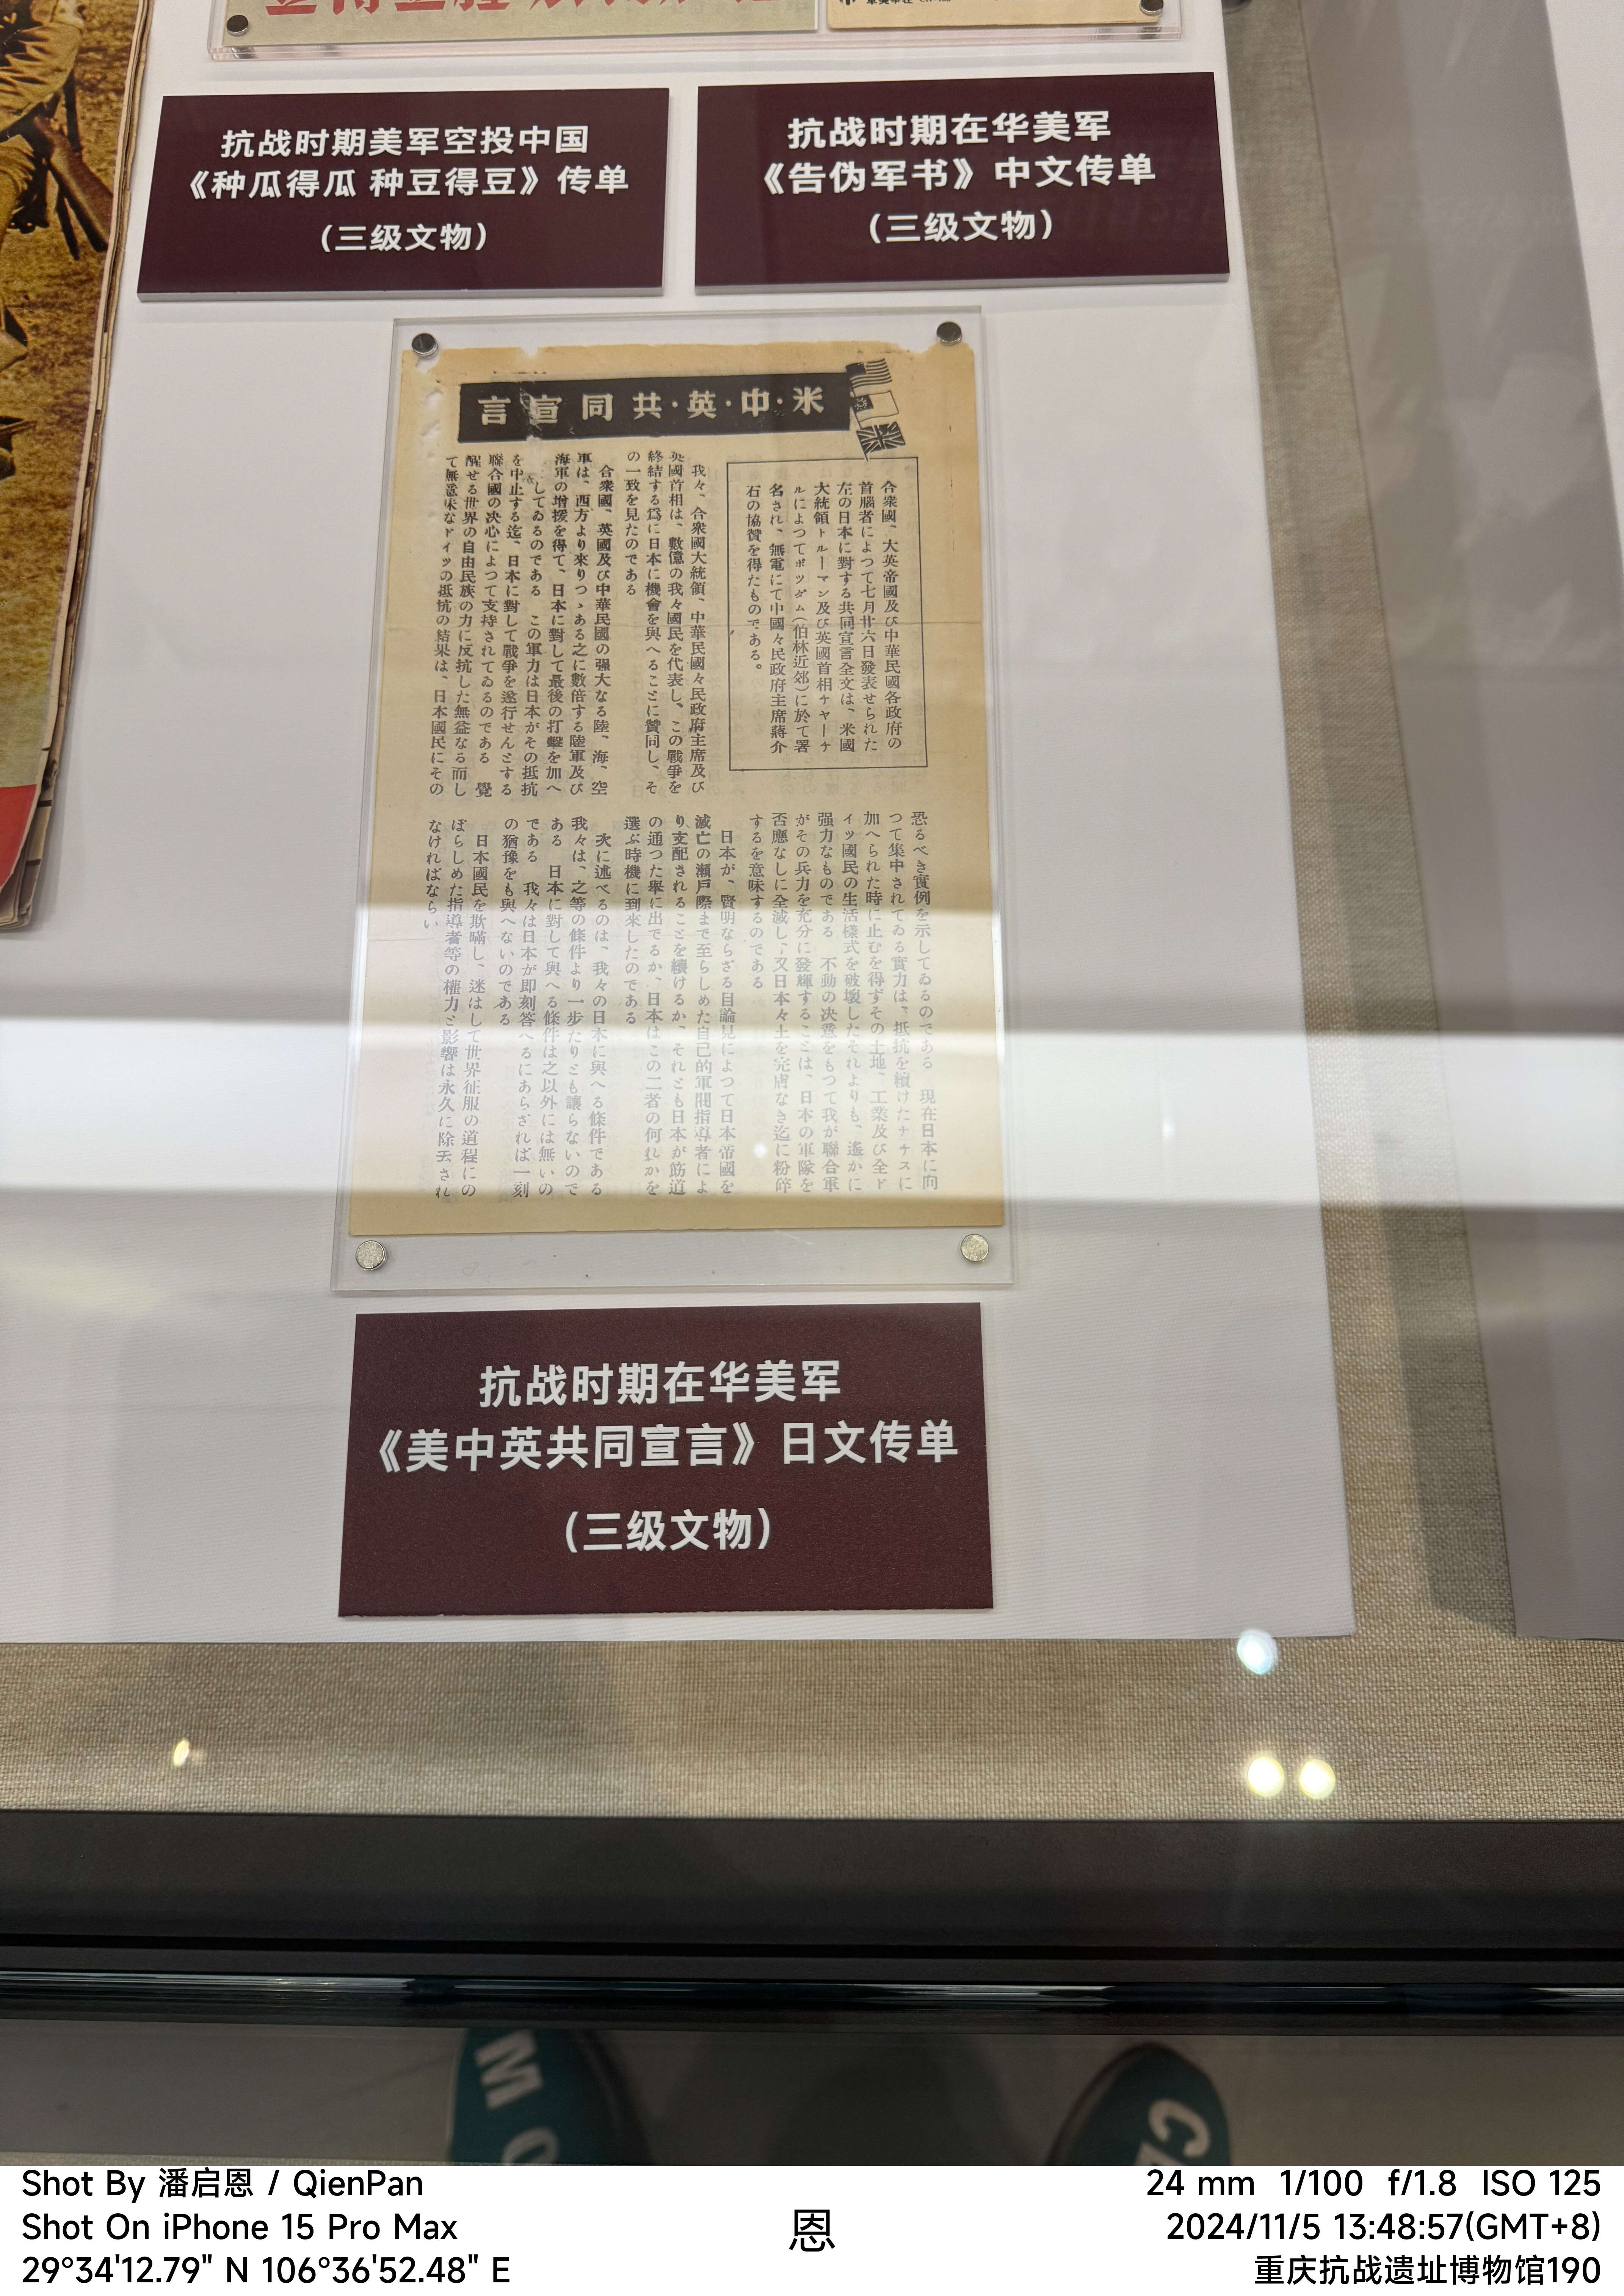 抗战时期美军空投中国
《种瓜得瓜 种豆得豆》传单
（三级文物）
抗战时期在华美军
《告伪军书》中文传单
（三级文物）
米·中·英·共同宣言
合衆國、大英帝國及び中華民國各政府の
首腦者によつて七月廿六日發表せられた
左の日本に對する共同宣言全文は、米國
大統領トルーマン及び英國首相チヤーチ
ルによつてポツダム（伯林近郊）に於て署
名され、無電にて中國々民政府主席蔣介
石の協贊を得たものである。
我々、合衆國大統領、中華民國々民政府主席及び
英國首相は、數億の我々國民を代表し、この戰爭を
終結する爲に日本に機會を與へることに贊同し、そ
の一致を見たのである
合衆國、英國及び中華民國の强大なる陸、海、空
軍は、西方より來りつゝある之に數倍する陸軍及び
海軍の增援を得て、日本に對して最後の打擊を加へ
してゐるのである この軍力は日本がその抵抗
を中止する迄、日本に對して戰爭を遂行せんとする
聯合國の決心によつて支持されてゐるのである 覺
醒せる世界の自由民族の力に反抗した無益なる而し
て無意味なドイツの抵抗の結果は、日本國民にその
恐るべき實例を示してゐるのである 現在日本に向
つて集中されてゐる實力は、抵抗を續けたナチスに
加へられた時に止むを得ずその土地、工業及び全ド
イツ國民の生活樣式を破壞したそれよりも、遙かに
强力なものである 不動の決意をもつて我が聯合軍
がその兵力を充分に發輝することは、日本の軍隊を
否應なしに全滅し、又日本々土を完膚なき迄に粉碎
するを意味するのである
日本が、賢明ならざる目論見によつて日本帝國を
滅亡の瀨戶際まで至らしめた自己的軍閥指導者によ
り支配されることを續けるか、それとも日本が筋道
の通つた擧に出でるか、日本はこの二者の何れかを
選ぶ時機に到來したのである
次に述べるのは、我々の日本に與へる條件である
我々は、之等の條件より一步たりとも讓らないので
ある 日本に對して與へる條件は之以外には無いの
である 我々は日本が卽刻答へるにあらざれば一刻
の猶豫をも與へないのである
日本國民を欺瞞し、迷はして世界征服の道程にの
ぼらしめた指導者等の權力と影響は永久に除去され
なければならい
抗战时期在华美军
《美中英共同宣言》日文传单
（三级文物）
M O
Shot By 潘启恩 / QienPan
Shot On iPhone 15 Pro Max
29°34'12.79" N 106°36'52.48" E
恩
24 mm 1/100 f/1.8 ISO 125
2024/11/5 13:48:57(GMT+8)
重庆抗战遗址博物馆190